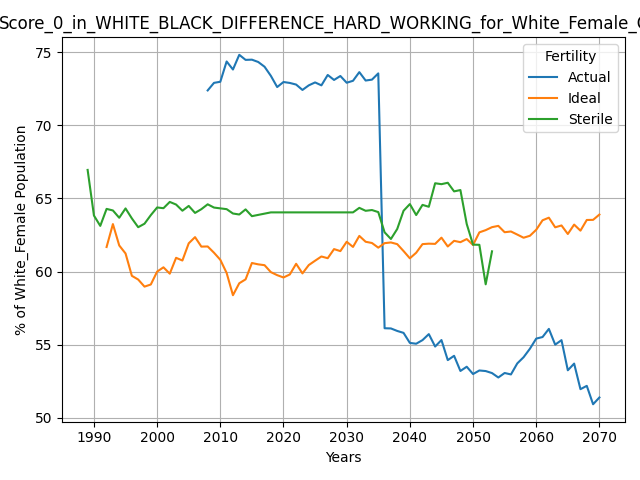 Score_0_in_WHITE_BLACK_DIFFERENCE_HARD_WORKING_for_White_Female_
Fertility
Actual
Ideal
Sterile
% of White_Female Population
75
70
65
60
55
50
1990
2000
2010
2020
2030
2040
2050
2060
2070
Years